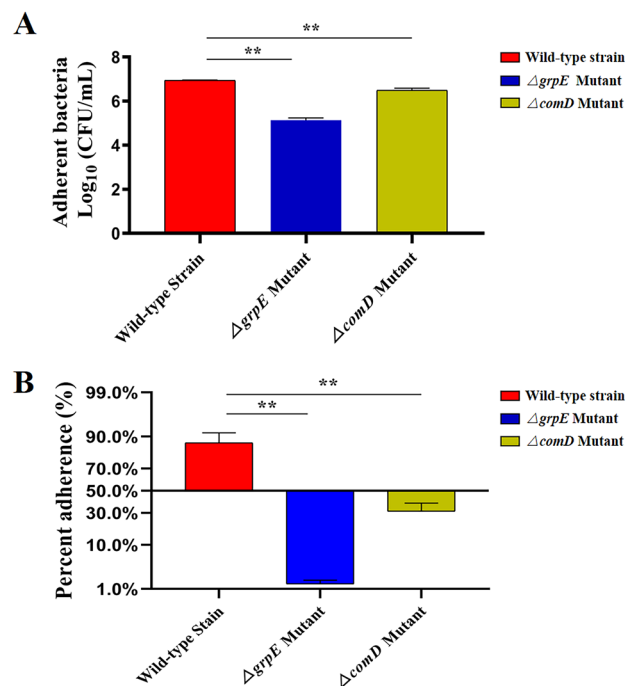 A
**
**
8
6
4
2
0
Adherent bacteria
Log10 (CFU/mL)
Wild-type Strain
△grpE Mutant
△comD Mutant
Wild-type strain
△grpE Mutant
△comD Mutant
B
**
**
99.0%
90.0%
70.0%
50.0%
30.0%
10.0%
1.0%
Percent adherence (%)
Wild-type Stain
△grpE Mutant
△comD Mutant
Wild-type strain
△grpE Mutant
△comD Mutant